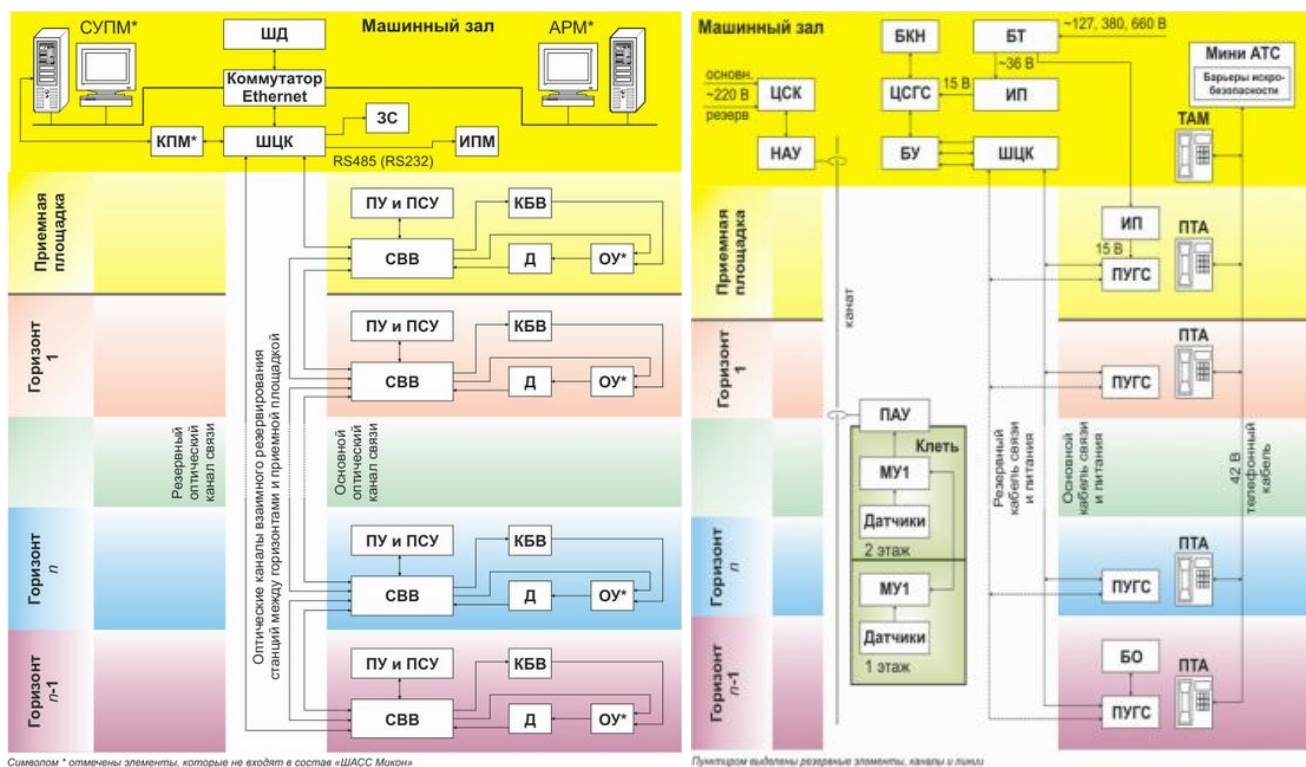 СУПМ*
ШД
Машинный зал
АРМ*
Коммутатор
Ethernet
ЗС
КПМ*
ШЦК
ИПМ
RS485 (RS232)
Приемная
площадка
ПУ и ПСУ
КБВ
СВВ
Д
ОУ*
Горизонт
1
ПУ и ПСУ
КБВ
СВВ
Д
ОУ*
Резервный
оптический
канал связи
Оптические каналы взаимного резервирования
станций между горизонтами и приемной площадкой
Основной
оптический
канал связи
Горизонт
n
ПУ и ПСУ
КБВ
СВВ
Д
ОУ*
Горизонт
n-1
ПУ и ПСУ
КБВ
СВВ
Д
ОУ*
Символом * отмечены элементы, которые не входят в состав «ШАСС Микон»
Машинный зал
БКН
БТ
~127, 380, 660 В
~36 В
Мини АТС
Барьеры искро-
безопасности
основн.
~220 В
резерв
ЦСК
ЦСГС
15 В
ИП
ТАМ
НАУ
БУ
ШЦК
Приемная
площадка
ИП
ПТА
15 В
ПУГС
канат
Горизонт
1
ПТА
ПУГС
ПАУ
Клеть
МУ1
Датчики
2 этаж
Резервный
кабель связи
и питания
Основной
кабель связи
и питания
42 В
телефонный
кабель
Горизонт
n
ПТА
ПУГС
МУ1
Датчики
1 этаж
Горизонт
n-1
БО
ПТА
ПУГС
Пунктиром выделены резервные элементы, каналы и линии